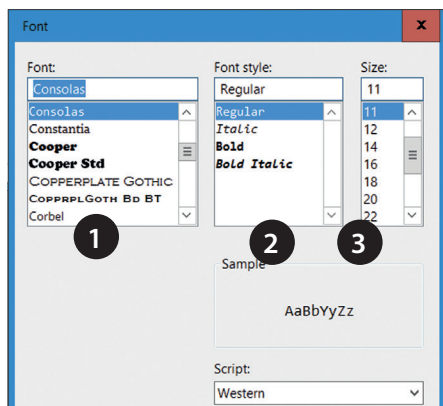 Font
x
Font: Font style: Size:
Consolas Regular 11
Consolas Regular 11
Constantia Italic 12
Cooper Bold 14
Cooper Std Bold Italic 16
Copperplate Gothic 18
CopprplGoth Bd BT 20
Corbel 22
1 2 3
Sample
AaBbYyZz
Script:
Western